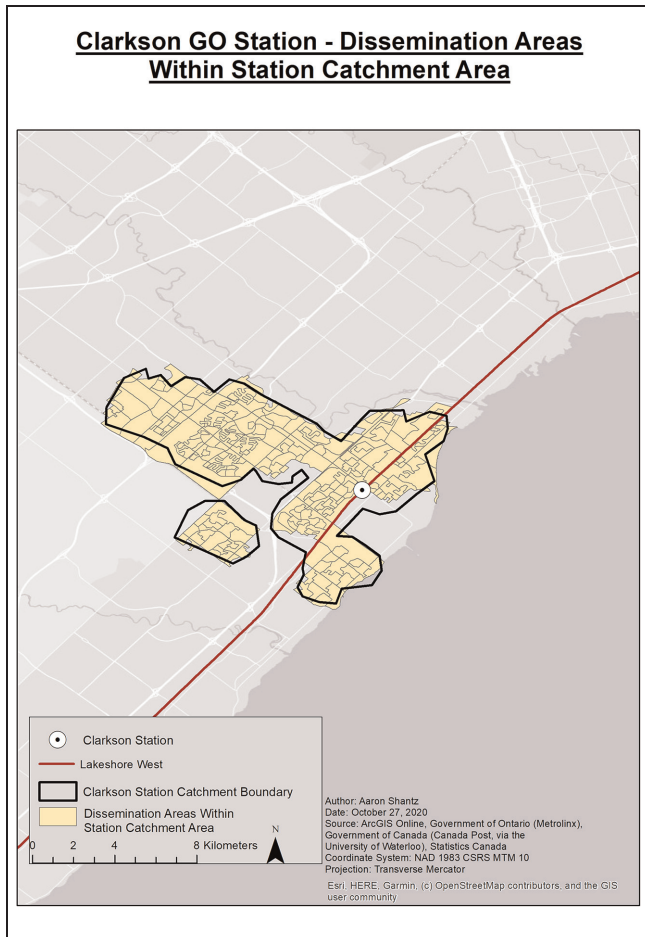 Clarkson GO Station - Dissemination Areas
Within Station Catchment Area
Clarkson Station
Lakeshore West
Clarkson Station Catchment Boundary
Dissemination Areas Within
Station Catchment Area
N
0 2 4 8 Kilometers
Author: Aaron Shantz
Date: October 27, 2020
Source: ArcGIS Online, Government of Ontario (Metrolinx),
Government of Canada (Canada Post, via the
University of Waterloo), Statistics Canada
Coordinate System: NAD 1983 CSRS MTM 10
Projection: Transverse Mercator
Esri, HERE, Garmin, (c) OpenStreetMap contributors, and the GIS
user community